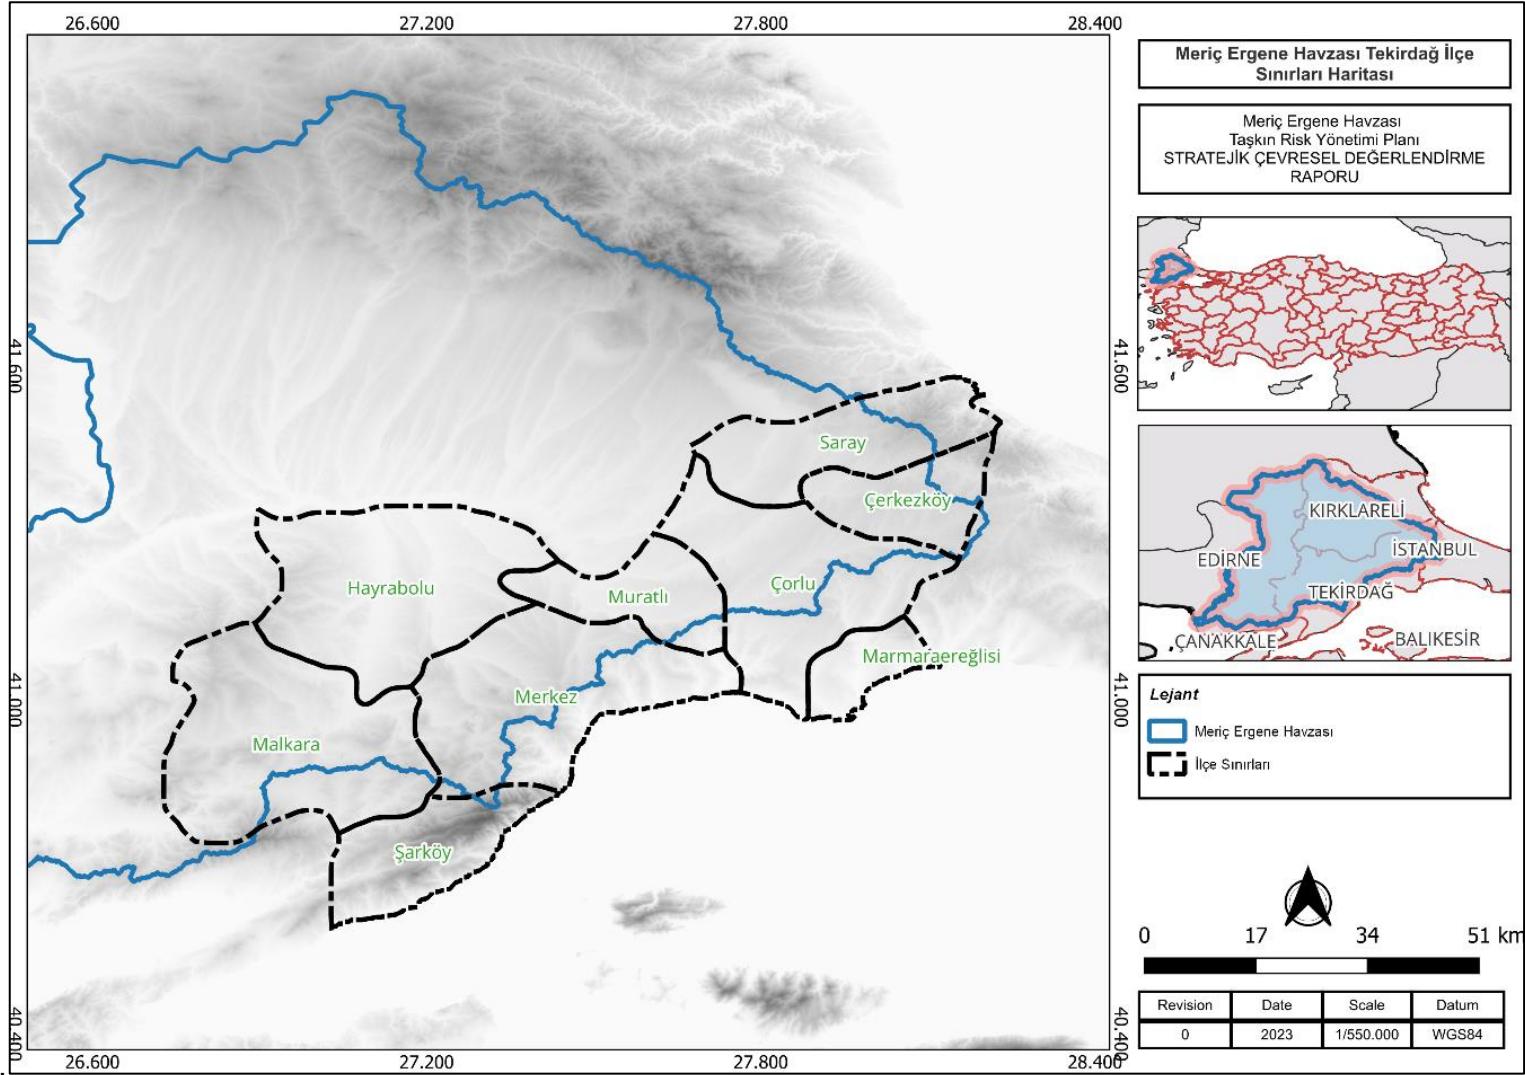 26.600
27.200
27.800
28.400
41.600
41.000
40.400
41.600
41.000
40.400
26.600
27.200
27.800
28.400
Saray
Çerkezköy
Hayrabolu
Muratlı
Çorlu
Marmaraereğlisi
Merkez
Malkara
Şarköy
Meriç Ergene Havzası Tekirdağ İlçe
Sınırları Haritası
Meriç Ergene Havzası
Taşkın Risk Yönetimi Planı
STRATEJİK ÇEVRESEL DEĞERLENDİRME
RAPORU
KIRKLARELİ
İSTANBUL
EDİRNE
TEKİRDAĞ
ÇANAKKALE
BALIKESİR
Lejant
Meriç Ergene Havzası
İlçe Sınırları
0 17 34 51 km
Revision Date Scale Datum
0 2023 1/550.000 WGS84